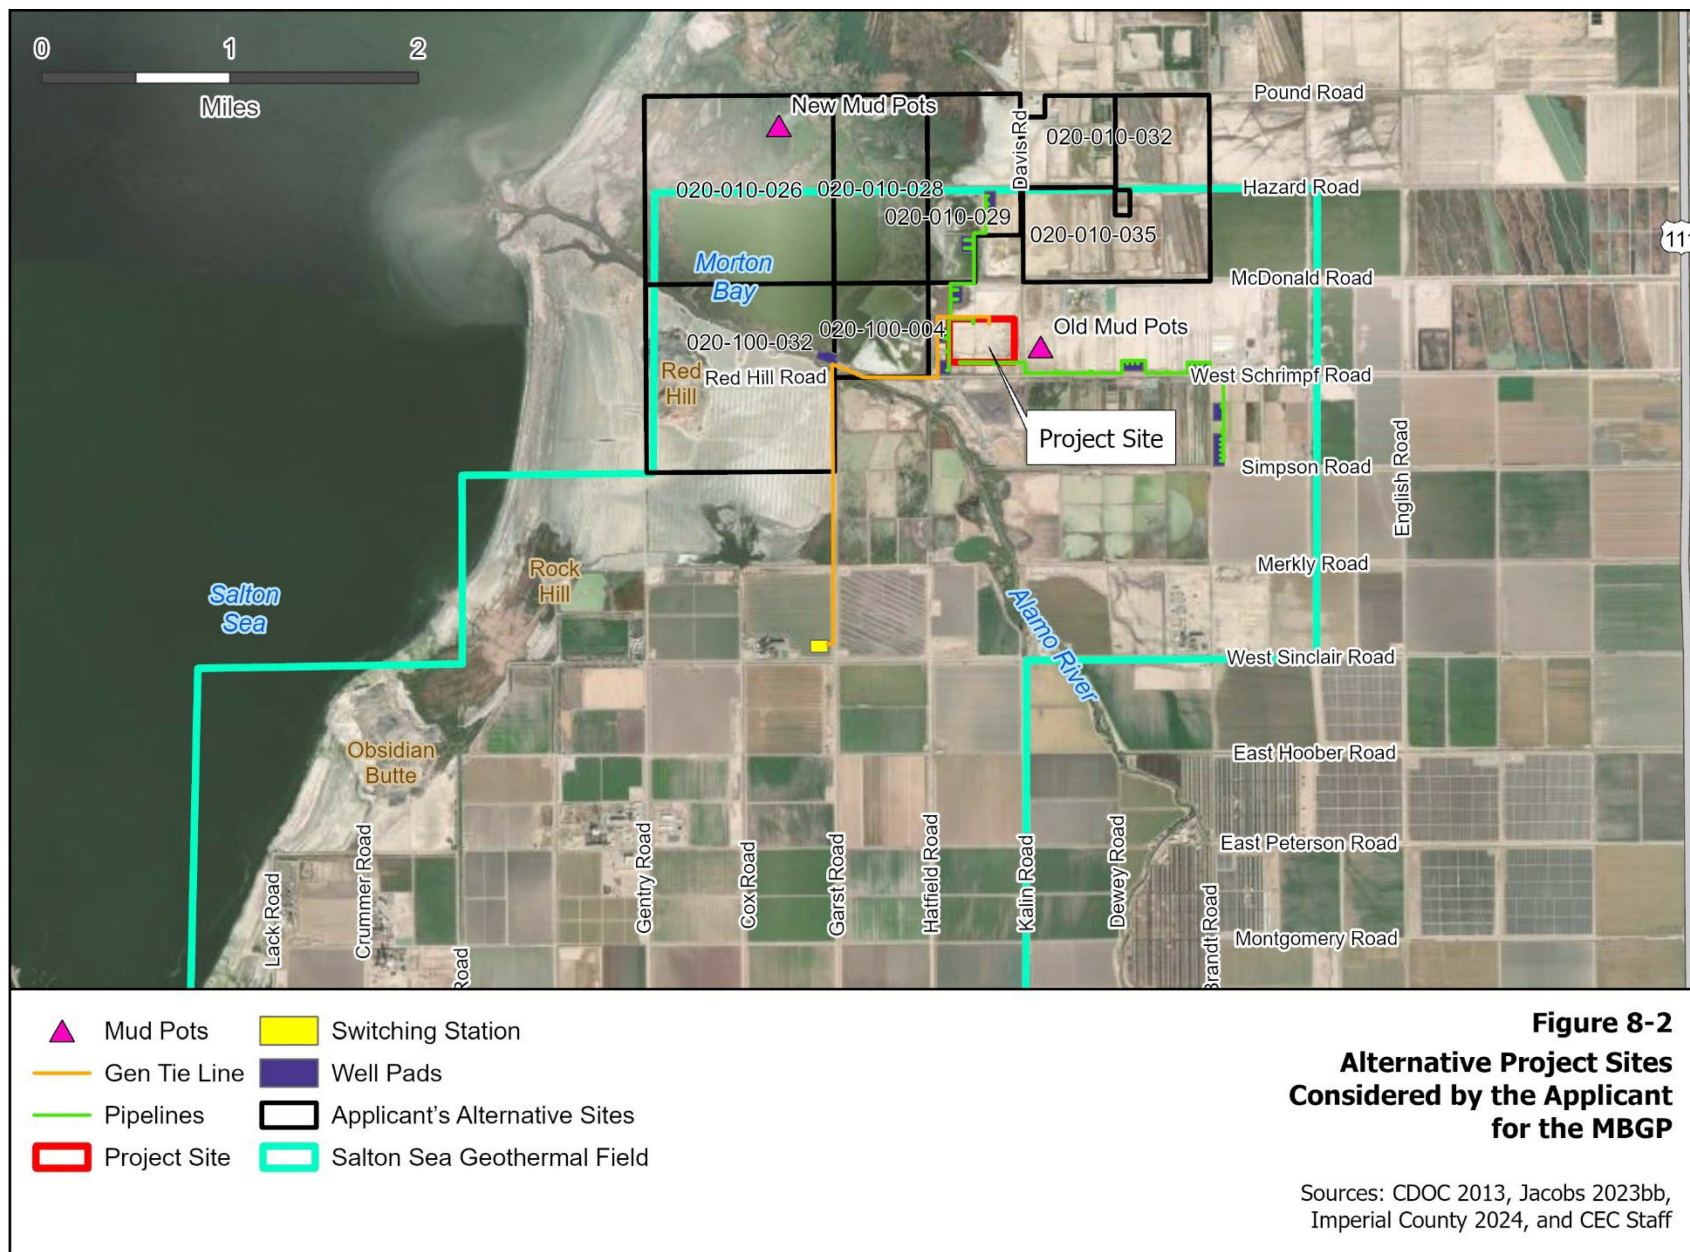 0 1 2
Miles
New Mud Pots
Pound Road
Davis Rd
020-010-032
020-010-026
020-010-028
Hazard Road
020-010-029
020-010-035
111
Morton
Bay
McDonald Road
020-100-032
020-100-004
Old Mud Pots
Red
Hill
Red Hill Road
West Schrimpf Road
Project Site
Simpson Road
English Road
Rock
Hill
Merkly Road
Salton
Sea
Alamo River
West Sinclair Road
Obsidian
Butte
East Hoober Road
East Peterson Road
Lack Road
Crummer Road
Road
Gentry Road
Cox Road
Garst Road
Hatfield Road
Kalin Road
Dewey Road
Brandt Road
Montgomery Road
Mud Pots
Gen Tie Line
Pipelines
Project Site
Switching Station
Well Pads
Applicant's Alternative Sites
Salton Sea Geothermal Field
Figure 8-2
Alternative Project Sites
Considered by the Applicant
for the MBGP
Sources: CDOC 2013, Jacobs 2023bb,
Imperial County 2024, and CEC Staff